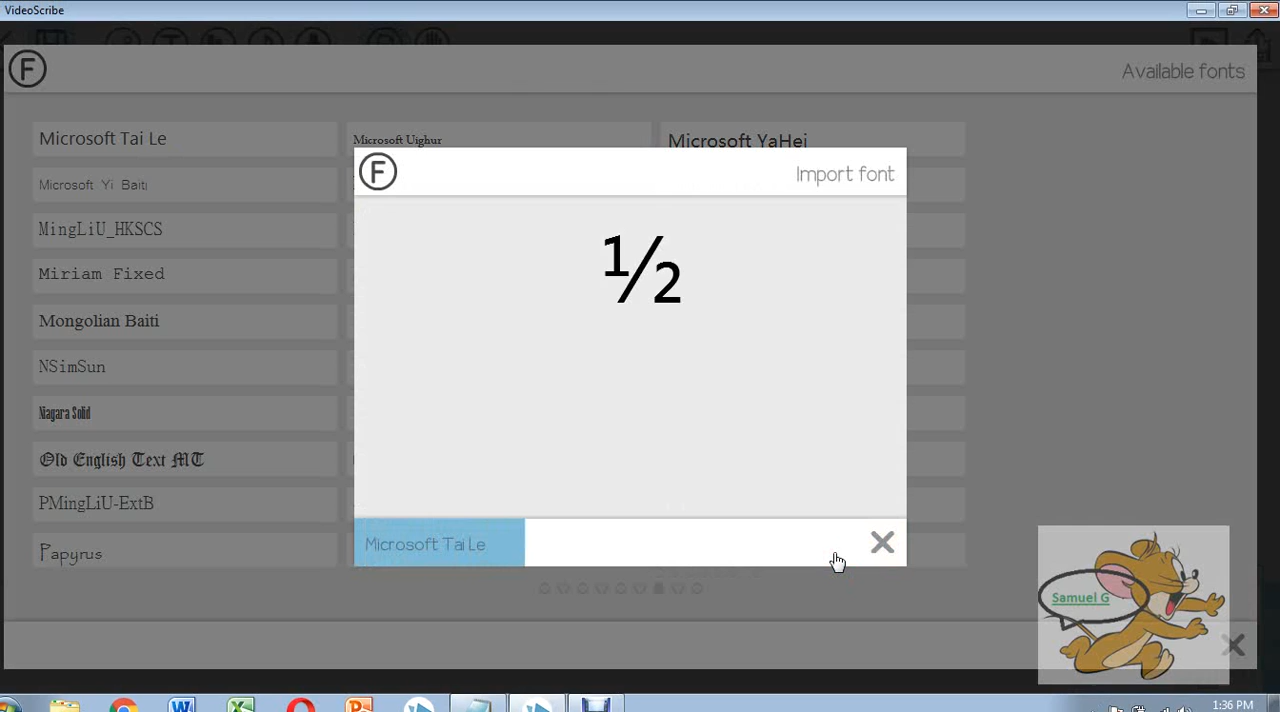 VideoScribe
Available fonts
Microsoft Tai Le
Microsoft Uighur
Microsoft YaHei
Microsoft Yi Baiti
MingLiU_HKSCS
Miriam Fixed
Mongolian Baiti
NSimSun
Niagara Solid
Old English Text MT
PMingLiU-ExtB
Papyrus
F
Import font
½
Microsoft Tai Le
F
Samuel G
1:36 PM